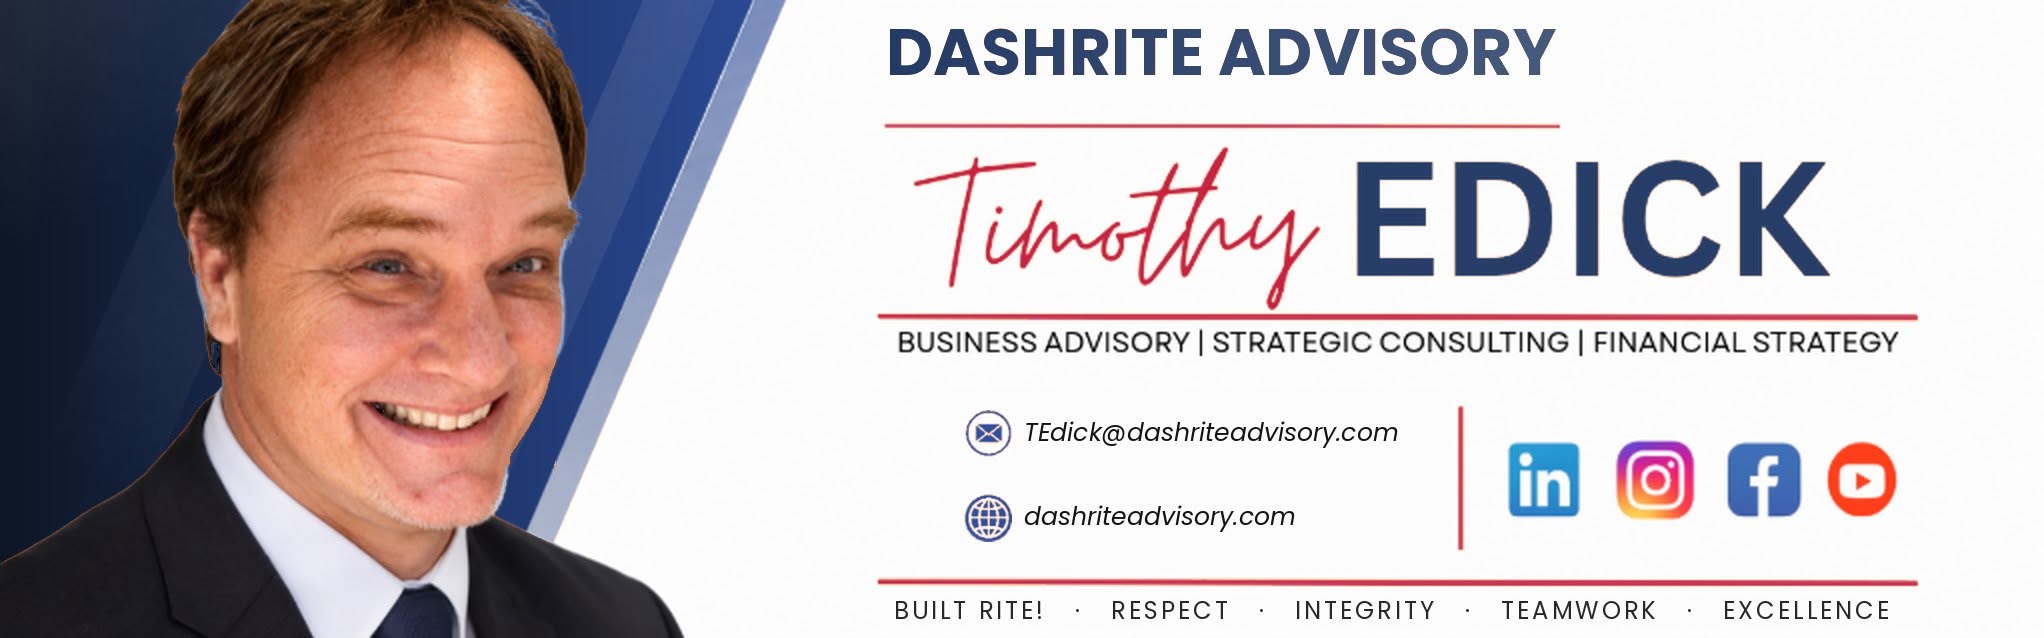 DASHRITE ADVISORY
Timothy EDICK
BUSINESS ADVISORY | STRATEGIC CONSULTING | FINANCIAL STRATEGY
TEdick@dashriteadvisory.com
dashriteadvisory.com
in
f
BUILT RITE! · RESPECT · INTEGRITY · TEAMWORK · EXCELLENCE